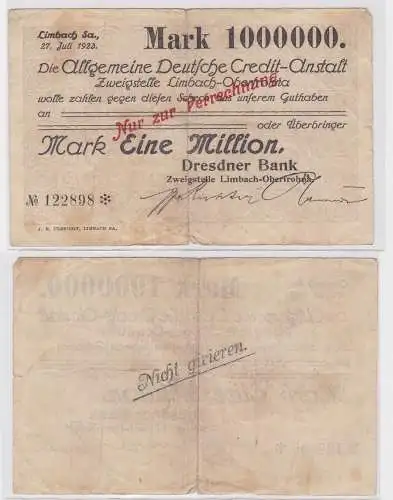 Limbach Sa.,
27. Juli 1923.
Mark 1000000.
Die Allgemeine Deutsche Credit-Anstalt
Zweigstelle Limbach-Oberfrohna
wolle zahlen gegen diesen Scheck aus unserem Guthaben
an
oder Überbringer
Nur zur Verrechnung
Mark Eine Million.
Dresdner Bank
Zweigstelle Limbach-Oberfrohna.
№ 122898 ✻
LIMBACH SA.
Nicht girieren.